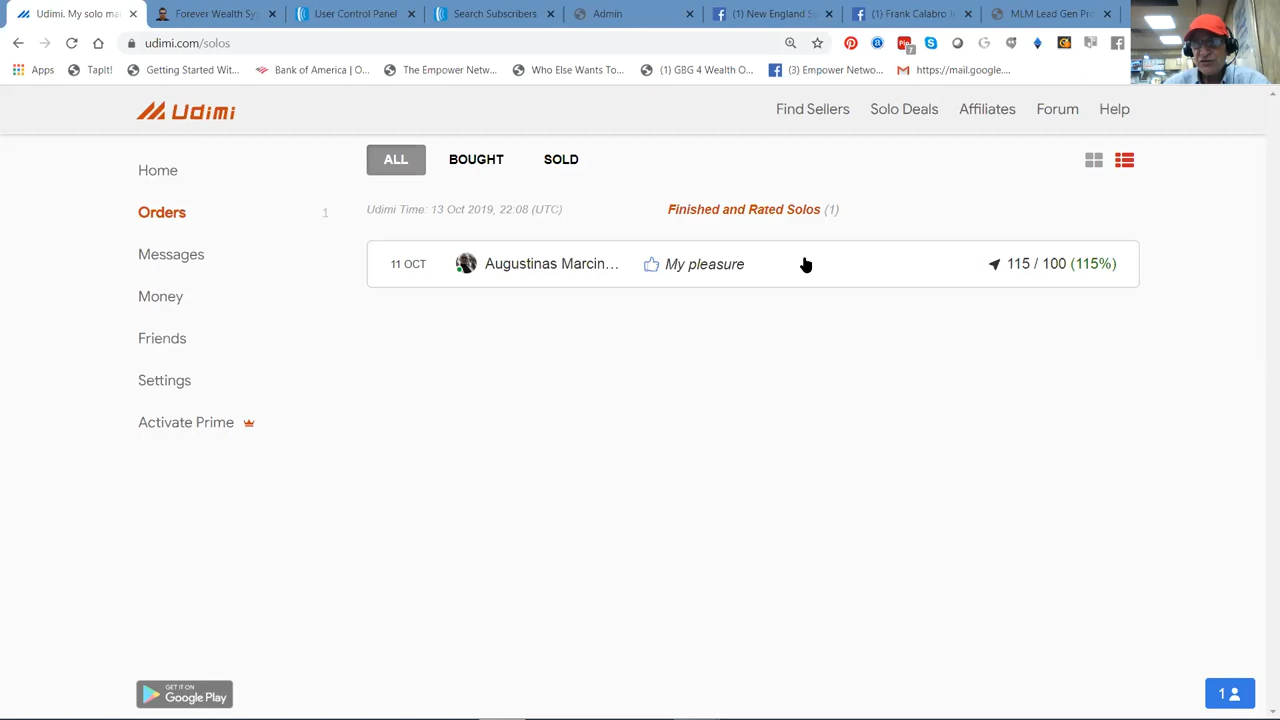 Udimi. My solo ma
Forever Wealth Sy
User Control Panel
Search Subscribers
Admin
(1) New England S
(1) Frank Calabro J
MLM Lead Gen Pro
udimi.com/solos
7
Apps
TapIt!
Getting Started Wit...
Bank of America | O...
The
Who Else Wants To...
(1) GBG 4 Wealth O...
(3) Empower Netw...
https://mail.google....
Udimi
Find Sellers
Solo Deals
Affiliates
Forum
Help
Home
Orders 1
Messages
Money
Friends
Settings
Activate Prime
ALL
BOUGHT
SOLD
Udimi Time: 13 Oct 2019, 22:08 (UTC)
Finished and Rated Solos (1)
11 OCT
Augustinas Marcin...
My pleasure
115 / 100 (115%)
GET IT ON
Google Play
1